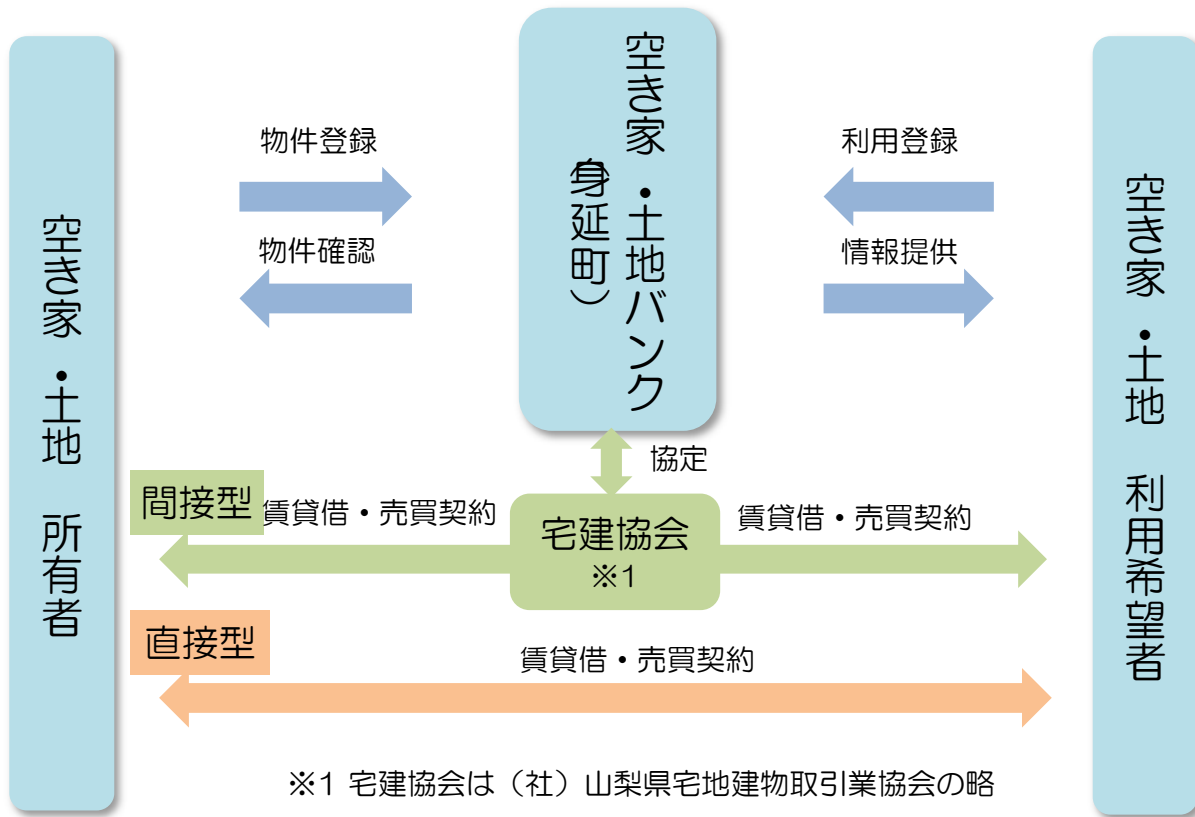 空き家・土地　所有者
物件登録
物件確認
空き家・土地バンク
身延町）
利用登録
情報提供
空き家・土地　利用希望者
協定
間接型
賃貸借・売買契約
宅建協会
※1
賃貸借・売買契約
直接型
賃貸借・売買契約
※1 宅建協会は（社）山梨県宅地建物取引業協会の略